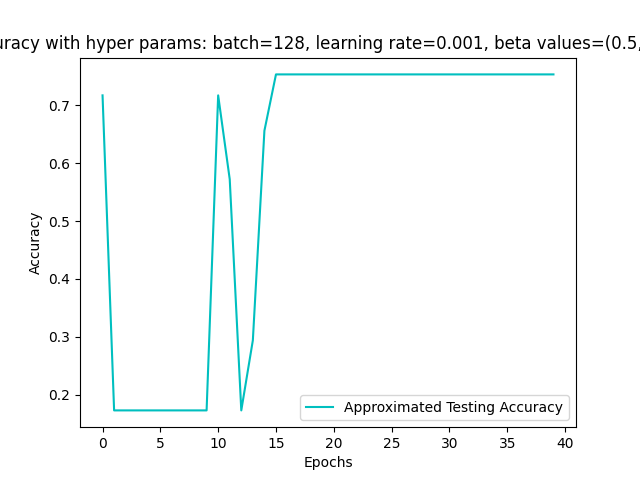 uracy with hyper params: batch=128, learning rate=0.001, beta values=(0.5,
0.7
0.6
0.5
0.4
0.3
0.2
Accuracy
Approximated Testing Accuracy
0 5 10 15 20 25 30 35 40
Epochs